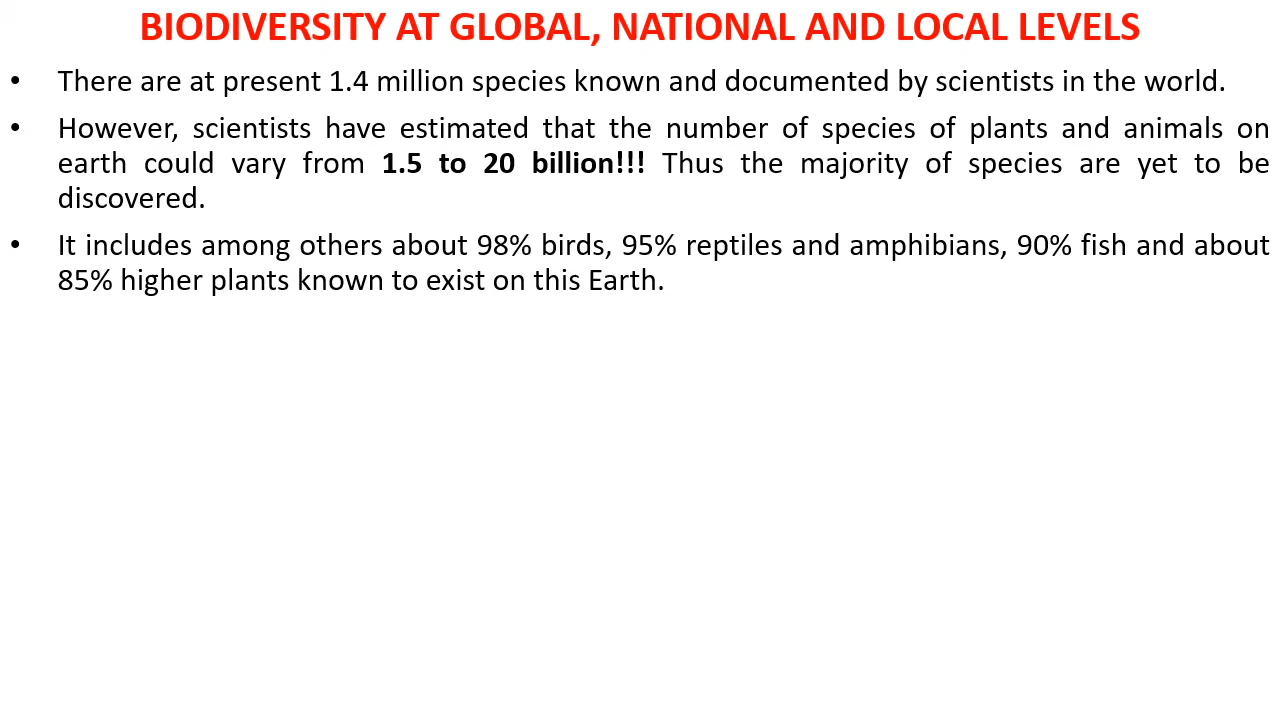 BIODIVERSITY AT GLOBAL, NATIONAL AND LOCAL LEVELS
• There are at present 1.4 million species known and documented by scientists in the world.
• However, scientists have estimated that the number of species of plants and animals on
earth could vary from 1.5 to 20 billion!!! Thus the majority of species are yet to be
discovered.
• It includes among others about 98% birds, 95% reptiles and amphibians, 90% fish and about
85% higher plants known to exist on this Earth.